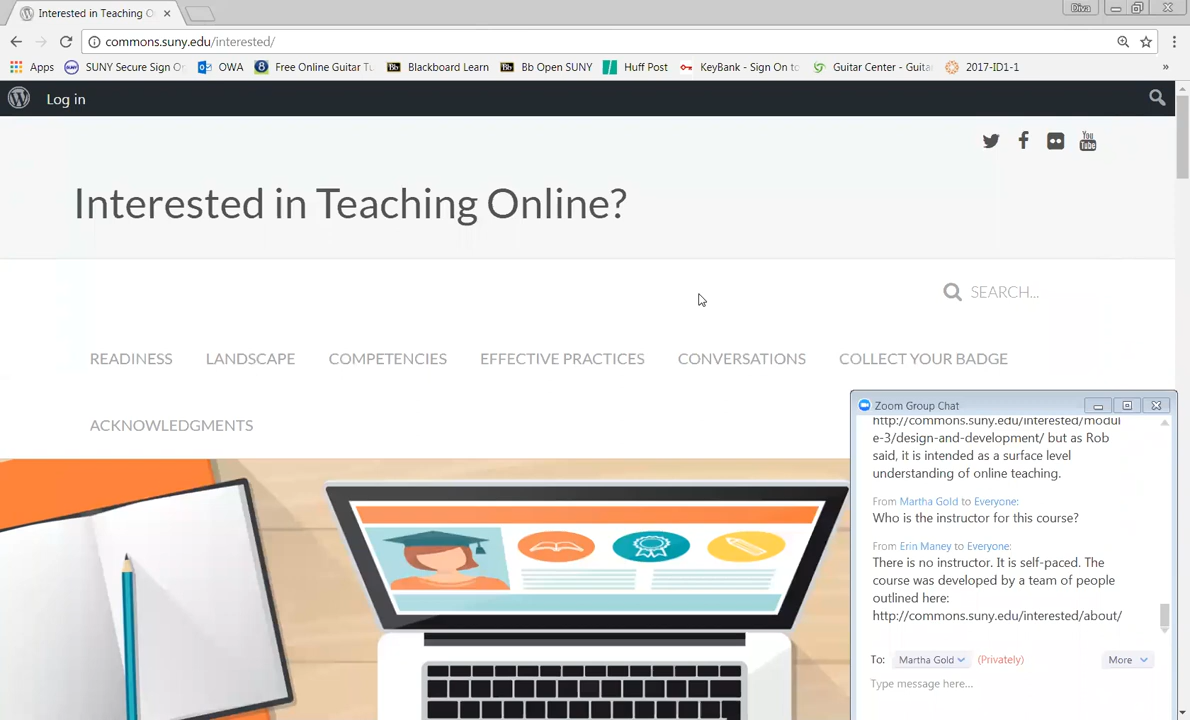 Interested in Teaching O
Diva
commons.suny.edu/interested/
Apps SUNY Secure Sign O OWA Free Online Guitar Tu Bb Blackboard Learn Bb Bb Open SUNY Huff Post KeyBank - Sign On to Guitar Center - Guita 2017-ID1-1 »
Log in
You Tube
Interested in Teaching Online?
SEARCH...
READINESS LANDSCAPE COMPETENCIES EFFECTIVE PRACTICES CONVERSATIONS COLLECT YOUR BADGE
ACKNOWLEDGMENTS
Zoom Group Chat
http://commons.suny.edu/interested/modul
e-3/design-and-development/ but as Rob
said, it is intended as a surface level
understanding of online teaching.
From Martha Gold to Everyone:
Who is the instructor for this course?
From Erin Maney to Everyone:
There is no instructor. It is self-paced. The
course was developed by a team of people
outlined here:
http://commons.suny.edu/interested/about/
To: Martha Gold (Privately) More
Type message here...